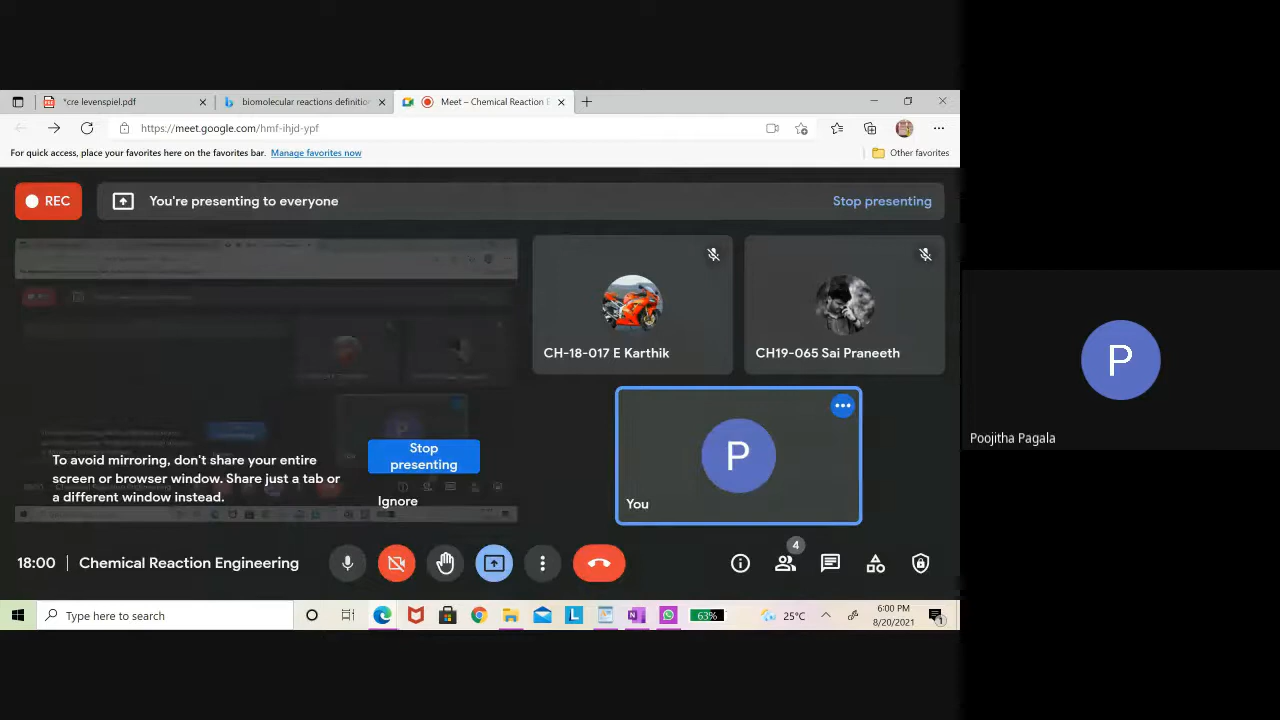 *cre levenspiel.pdf
biomolecular reactions definition
Meet – Chemical Reaction E
https://meet.google.com/hmf-ihjd-ypf
For quick access, place your favorites here on the favorites bar. Manage favorites now
Other favorites
REC
You're presenting to everyone
Stop presenting
CH-18-017 E Karthik
CH19-065 Sai Praneeth
To avoid mirroring, don't share your entire
screen or browser window. Share just a tab or
a different window instead.
Stop
presenting
Ignore
P
You
P
Poojitha Pagala
18:00 | Chemical Reaction Engineering
4
Type here to search
63%
25°C
6:00 PM
8/20/2021
1